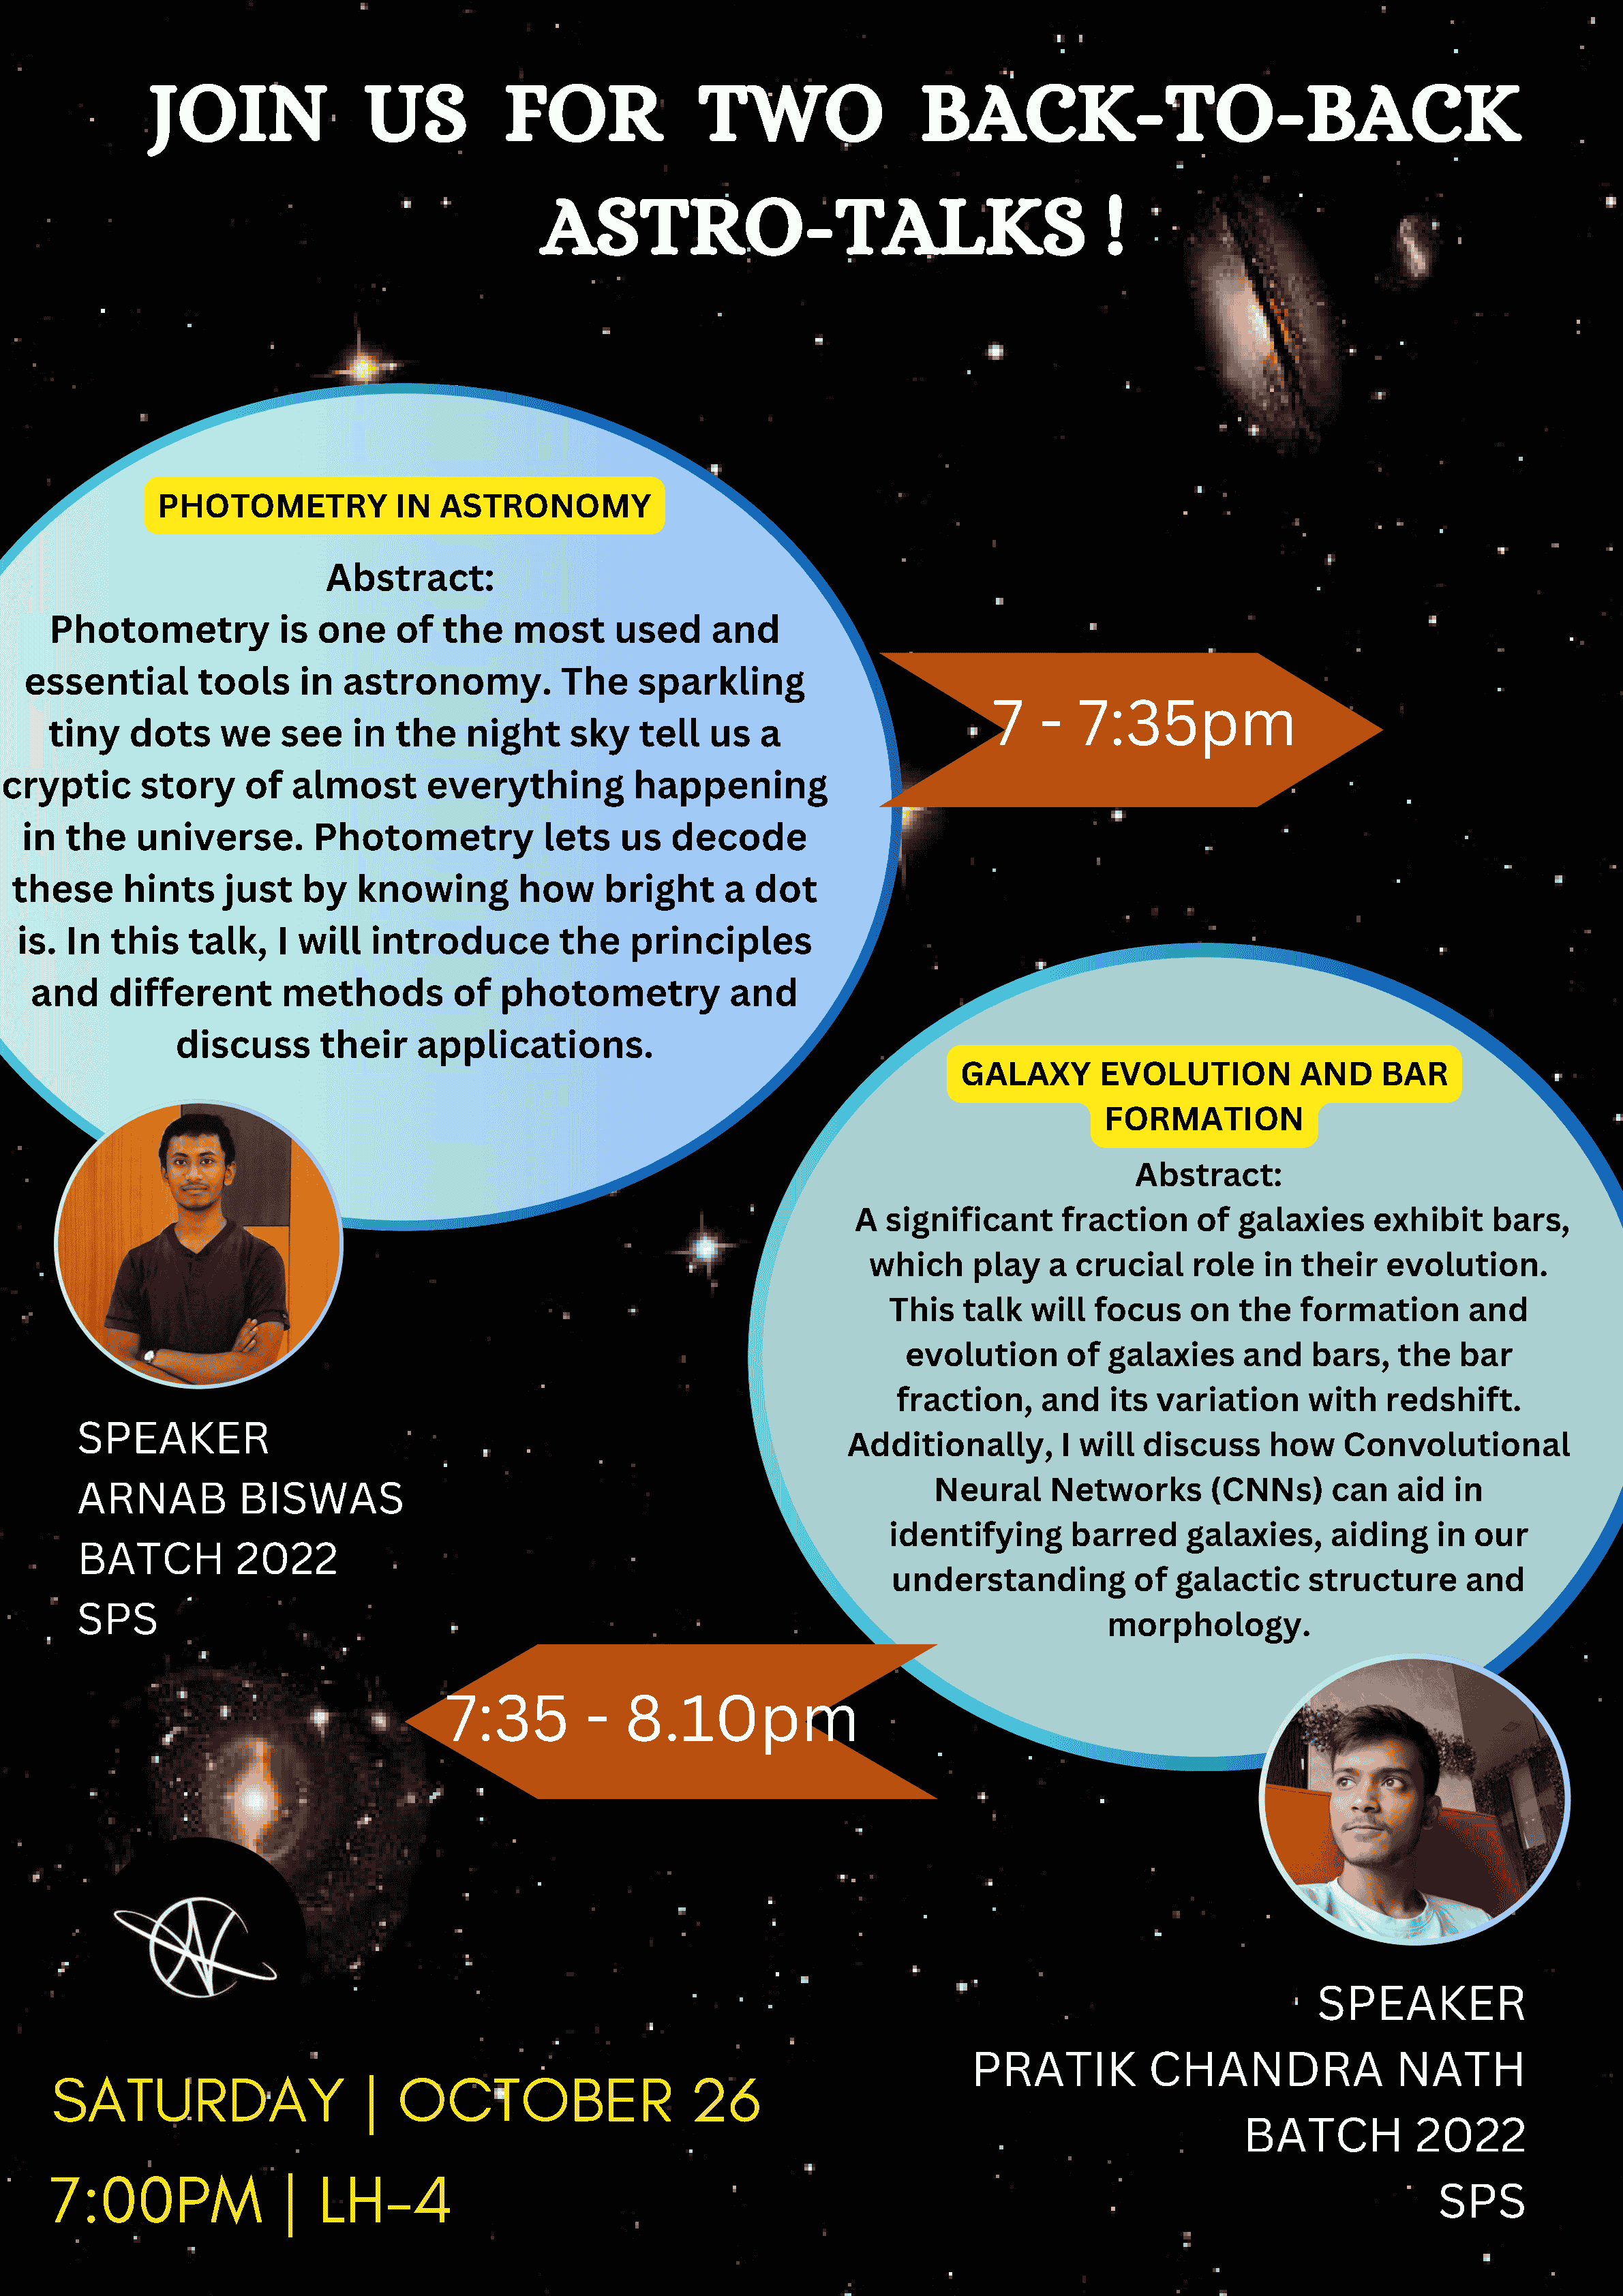 JOIN US FOR TWO BACK-TO-BACK
ASTRO-TALKS !
PHOTOMETRY IN ASTRONOMY
Abstract:
Photometry is one of the most used and
essential tools in astronomy. The sparkling
tiny dots we see in the night sky tell us a
cryptic story of almost everything happening
in the universe. Photometry lets us decode
these hints just by knowing how bright a dot
is. In this talk, I will introduce the principles
and different methods of photometry and
discuss their applications.
7 - 7:35pm
SPEAKER
ARNAB BISWAS
BATCH 2022
SPS
GALAXY EVOLUTION AND BAR
FORMATION
Abstract:
A significant fraction of galaxies exhibit bars,
which play a crucial role in their evolution.
This talk will focus on the formation and
evolution of galaxies and bars, the bar
fraction, and its variation with redshift.
Additionally, I will discuss how Convolutional
Neural Networks (CNNs) can aid in
identifying barred galaxies, aiding in our
understanding of galactic structure and
morphology.
7:35 - 8.10pm
SPEAKER
PRATIK CHANDRA NATH
BATCH 2022
SPS
SATURDAY | OCTOBER 26
7:00PM | LH-4